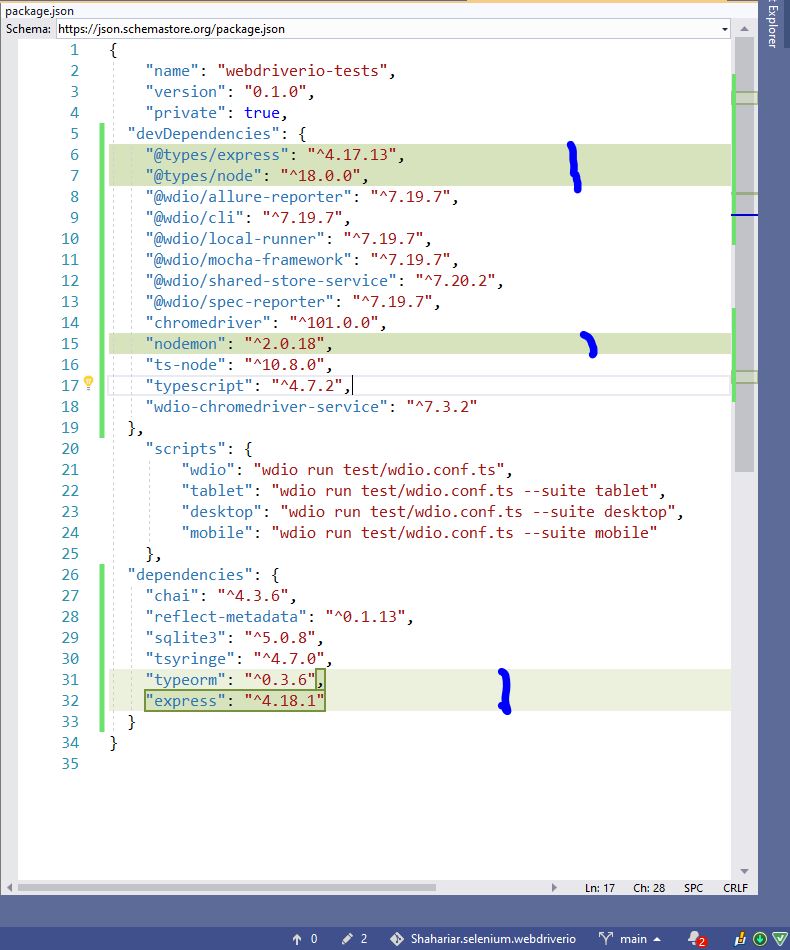 package.json
Schema: https://json.schemastore.org/package.json
1 {
2 "name": "webdriverio-tests",
3 "version": "0.1.0",
4 "private": true,
5 "devDependencies": {
6 "@types/express": "^4.17.13",
7 "@types/node": "^18.0.0",
8 "@wdio/allure-reporter": "^7.19.7",
9 "@wdio/cli": "^7.19.7",
10 "@wdio/local-runner": "^7.19.7",
11 "@wdio/mocha-framework": "^7.19.7",
12 "@wdio/shared-store-service": "^7.20.2",
13 "@wdio/spec-reporter": "^7.19.7",
14 "chromedriver": "^101.0.0",
15 "nodemon": "^2.0.18",
16 "ts-node": "^10.8.0",
17 "typescript": "^4.7.2",
18 "wdio-chromedriver-service": "^7.3.2"
19 },
20 "scripts": {
21 "wdio": "wdio run test/wdio.conf.ts",
22 "tablet": "wdio run test/wdio.conf.ts --suite tablet",
23 "desktop": "wdio run test/wdio.conf.ts --suite desktop",
24 "mobile": "wdio run test/wdio.conf.ts --suite mobile"
25 },
26 "dependencies": {
27 "chai": "^4.3.6",
28 "reflect-metadata": "^0.1.13",
29 "sqlite3": "^5.0.8",
30 "tsyringe": "^4.7.0",
31 "typeorm": "^0.3.6",
32 "express": "^4.18.1"
33 }
34 }
35
Ln: 17 Ch: 28 SPC CRLF
0 2 Shahariar.selenium.webdriverio main 2
Explorer